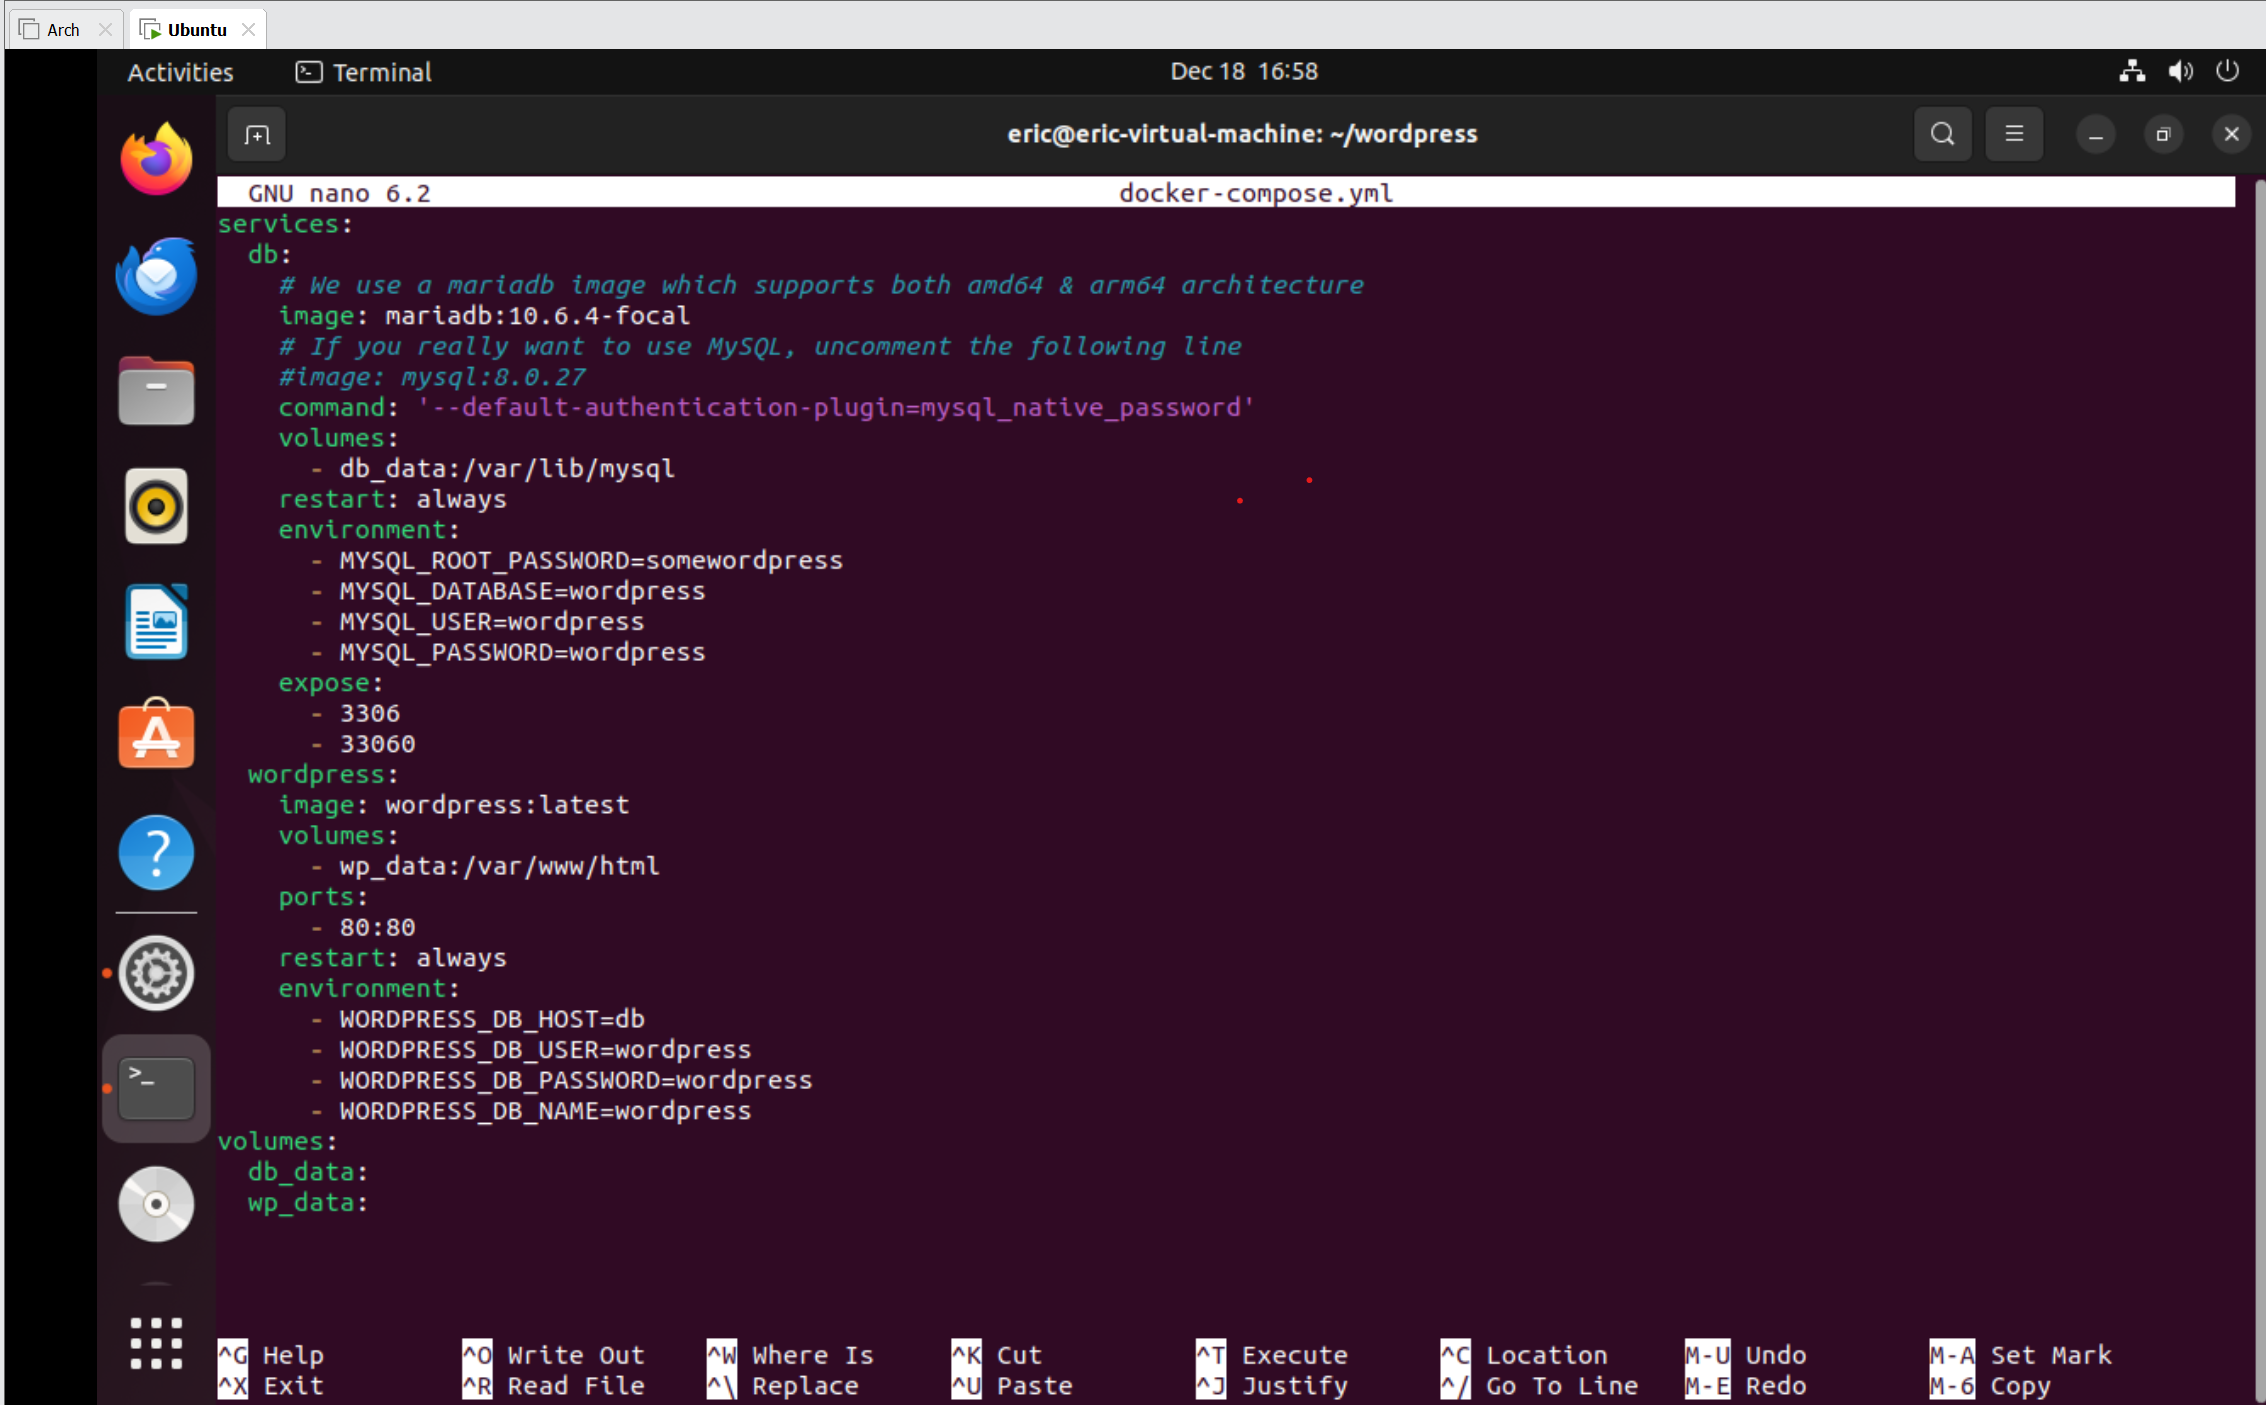 Arch
Ubuntu
Activities
Terminal
Dec 18 16:58
eric@eric-virtual-machine: ~/wordpress
GNU nano 6.2 docker-compose.yml
services:
  db:
    # We use a mariadb image which supports both amd64 & arm64 architecture
    image: mariadb:10.6.4-focal
    # If you really want to use MySQL, uncomment the following line
    #image: mysql:8.0.27
    command: '--default-authentication-plugin=mysql_native_password'
    volumes:
      - db_data:/var/lib/mysql
    restart: always
    environment:
      - MYSQL_ROOT_PASSWORD=somewordpress
      - MYSQL_DATABASE=wordpress
      - MYSQL_USER=wordpress
      - MYSQL_PASSWORD=wordpress
    expose:
      - 3306
      - 33060
  wordpress:
    image: wordpress:latest
    volumes:
      - wp_data:/var/www/html
    ports:
      - 80:80
    restart: always
    environment:
      - WORDPRESS_DB_HOST=db
      - WORDPRESS_DB_USER=wordpress
      - WORDPRESS_DB_PASSWORD=wordpress
      - WORDPRESS_DB_NAME=wordpress
volumes:
  db_data:
  wp_data:
^G Help ^O Write Out ^W Where Is ^K Cut ^T Execute ^C Location M-U Undo M-A Set Mark
^X Exit ^R Read File ^\ Replace ^U Paste ^J Justify ^/ Go To Line M-E Redo M-6 Copy